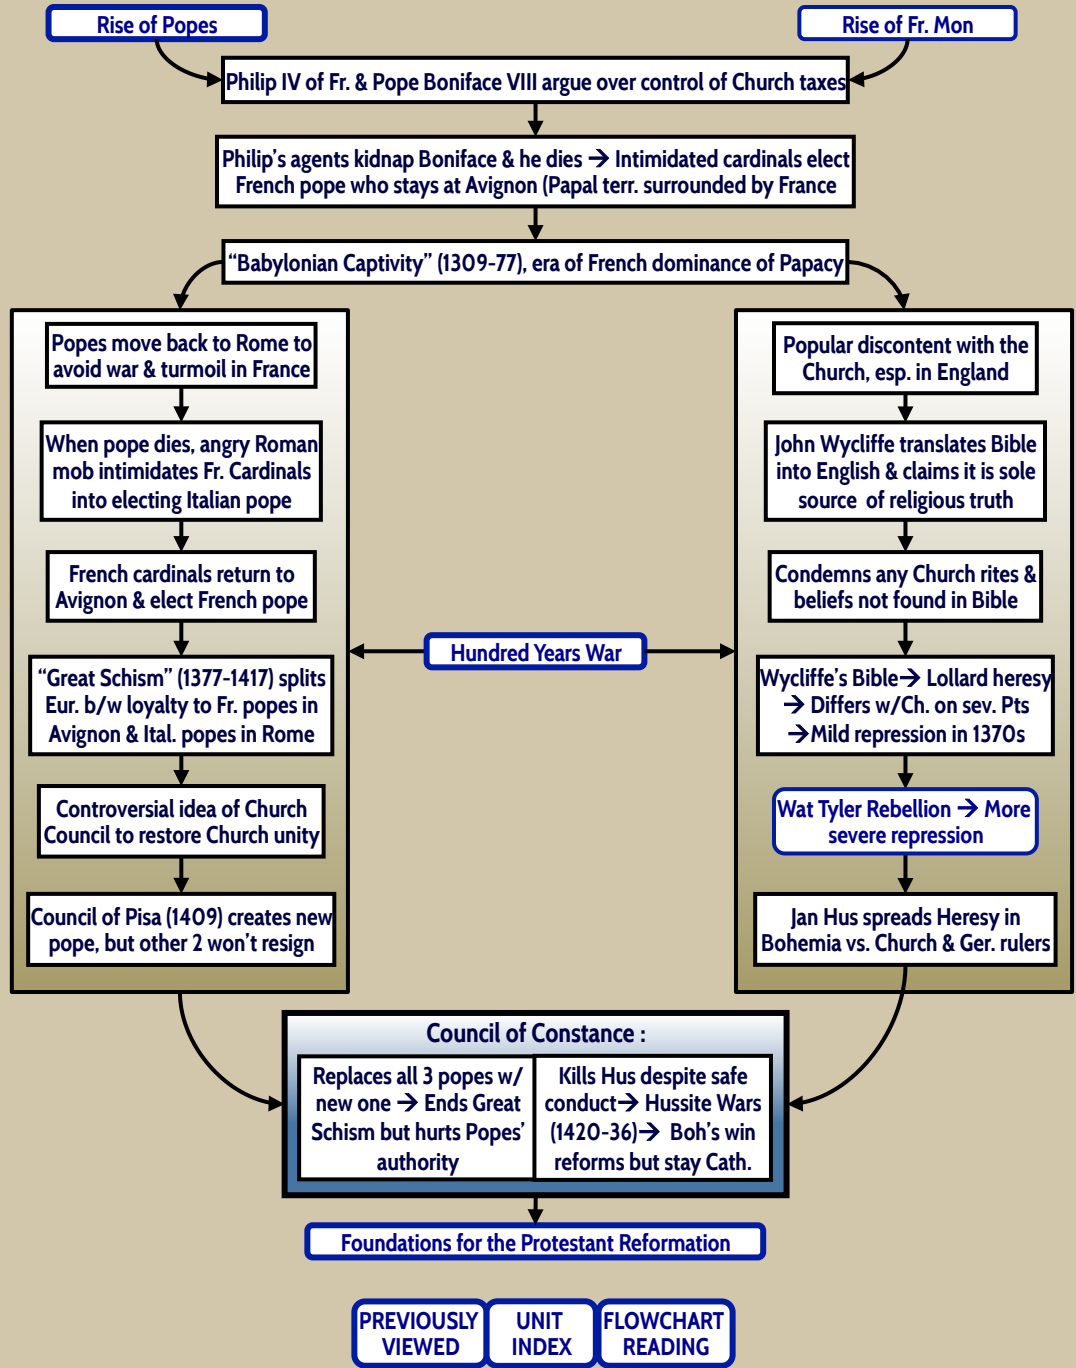 Rise of Popes
Rise of Fr. Mon
Philip IV of Fr. & Pope Boniface VIII argue over control of Church taxes
Philip's agents kidnap Boniface & he dies → Intimidated cardinals elect
French pope who stays at Avignon (Papal terr. surrounded by France
“Babylonian Captivity” (1309-77), era of French dominance of Papacy
Popes move back to Rome to
avoid war & turmoil in France
When pope dies, angry Roman
mob intimidates Fr. Cardinals
into electing Italian pope
French cardinals return to
Avignon & elect French pope
“Great Schism” (1377-1417) splits
Eur. b/w loyalty to Fr. popes in
Avignon & Ital. popes in Rome
Controversial idea of Church
Council to restore Church unity
Council of Pisa (1409) creates new
pope, but other 2 won't resign
Hundred Years War
Popular discontent with the
Church, esp. in England
John Wycliffe translates Bible
into English & claims it is sole
source of religious truth
Condemns any Church rites &
beliefs not found in Bible
Wycliffe's Bible→ Lollard heresy
→ Differs w/Ch. on sev. Pts
→Mild repression in 1370s
Wat Tyler Rebellion → More
severe repression
Jan Hus spreads Heresy in
Bohemia vs. Church & Ger. rulers
Council of Constance :
Replaces all 3 popes w/
new one → Ends Great
Schism but hurts Popes'
authority
Kills Hus despite safe
conduct→ Hussite Wars
(1420-36)→ Boh's win
reforms but stay Cath.
Foundations for the Protestant Reformation
PREVIOUSLY
VIEWED
UNIT
INDEX
FLOWCHART
READING